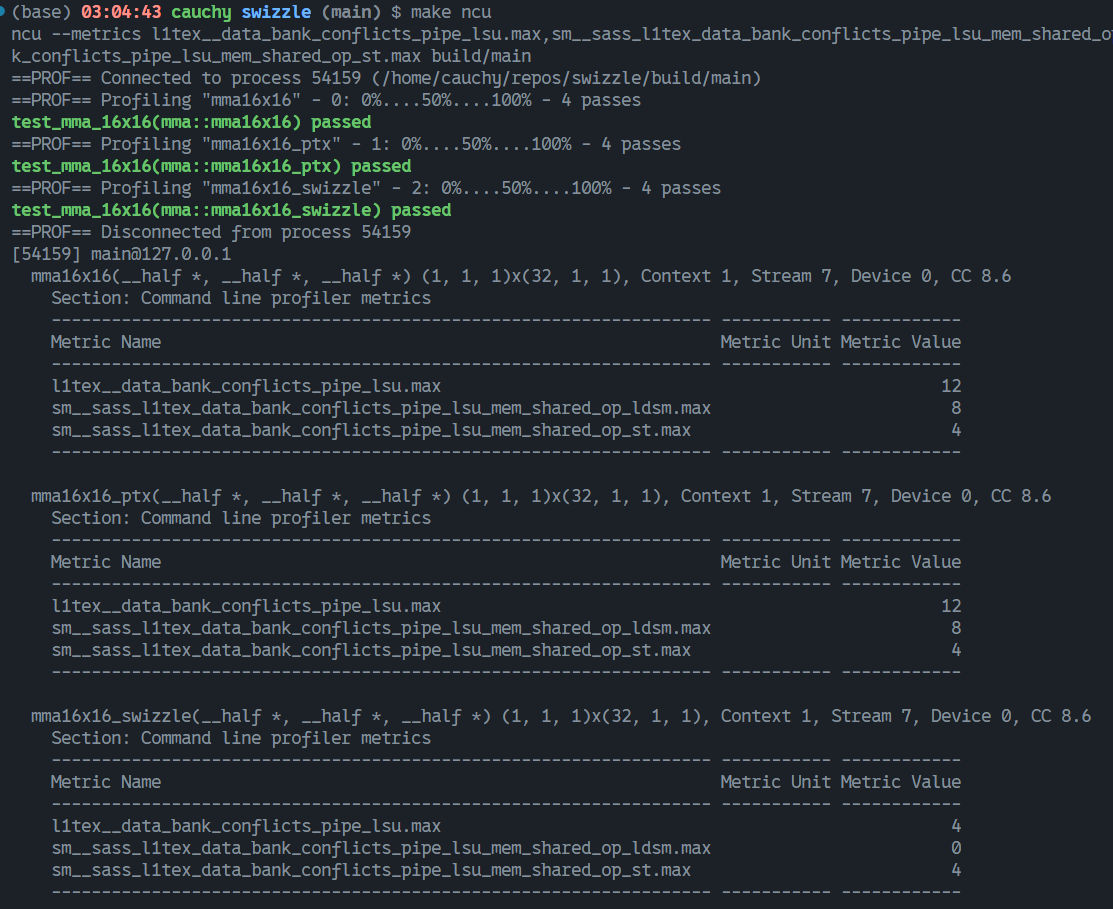 (base) 03:04:43 cauchy swizzle (main) $ make ncu
ncu --metrics l1tex__data_bank_conflicts_pipe_lsu.max,sm__sass_l1tex_data_bank_conflicts_pipe_lsu_mem_shared_o
k_conflicts_pipe_lsu_mem_shared_op_st.max build/main
==PROF== Connected to process 54159 (/home/cauchy/repos/swizzle/build/main)
==PROF== Profiling "mma16x16" - 0: 0%....50%....100% - 4 passes
test_mma_16x16(mma::mma16x16) passed
==PROF== Profiling "mma16x16_ptx" - 1: 0%....50%....100% - 4 passes
test_mma_16x16(mma::mma16x16_ptx) passed
==PROF== Profiling "mma16x16_swizzle" - 2: 0%....50%....100% - 4 passes
test_mma_16x16(mma::mma16x16_swizzle) passed
==PROF== Disconnected from process 54159
[54159] main@127.0.0.1
  mma16x16(__half *, __half *, __half *) (1, 1, 1)x(32, 1, 1), Context 1, Stream 7, Device 0, CC 8.6
    Section: Command line profiler metrics
    ------------------------------------------------------------------ ----------- ------------
    Metric Name                                                        Metric Unit Metric Value
    ------------------------------------------------------------------ ----------- ------------
    l1tex__data_bank_conflicts_pipe_lsu.max                                                  12
    sm__sass_l1tex_data_bank_conflicts_pipe_lsu_mem_shared_op_ldsm.max                        8
    sm__sass_l1tex_data_bank_conflicts_pipe_lsu_mem_shared_op_st.max                          4
    ------------------------------------------------------------------ ----------- ------------
  mma16x16_ptx(__half *, __half *, __half *) (1, 1, 1)x(32, 1, 1), Context 1, Stream 7, Device 0, CC 8.6
    Section: Command line profiler metrics
    ------------------------------------------------------------------ ----------- ------------
    Metric Name                                                        Metric Unit Metric Value
    ------------------------------------------------------------------ ----------- ------------
    l1tex__data_bank_conflicts_pipe_lsu.max                                                  12
    sm__sass_l1tex_data_bank_conflicts_pipe_lsu_mem_shared_op_ldsm.max                        8
    sm__sass_l1tex_data_bank_conflicts_pipe_lsu_mem_shared_op_st.max                          4
    ------------------------------------------------------------------ ----------- ------------
  mma16x16_swizzle(__half *, __half *, __half *) (1, 1, 1)x(32, 1, 1), Context 1, Stream 7, Device 0, CC 8.6
    Section: Command line profiler metrics
    ------------------------------------------------------------------ ----------- ------------
    Metric Name                                                        Metric Unit Metric Value
    ------------------------------------------------------------------ ----------- ------------
    l1tex__data_bank_conflicts_pipe_lsu.max                                                   4
    sm__sass_l1tex_data_bank_conflicts_pipe_lsu_mem_shared_op_ldsm.max                        0
    sm__sass_l1tex_data_bank_conflicts_pipe_lsu_mem_shared_op_st.max                          4
    ------------------------------------------------------------------ ----------- ------------